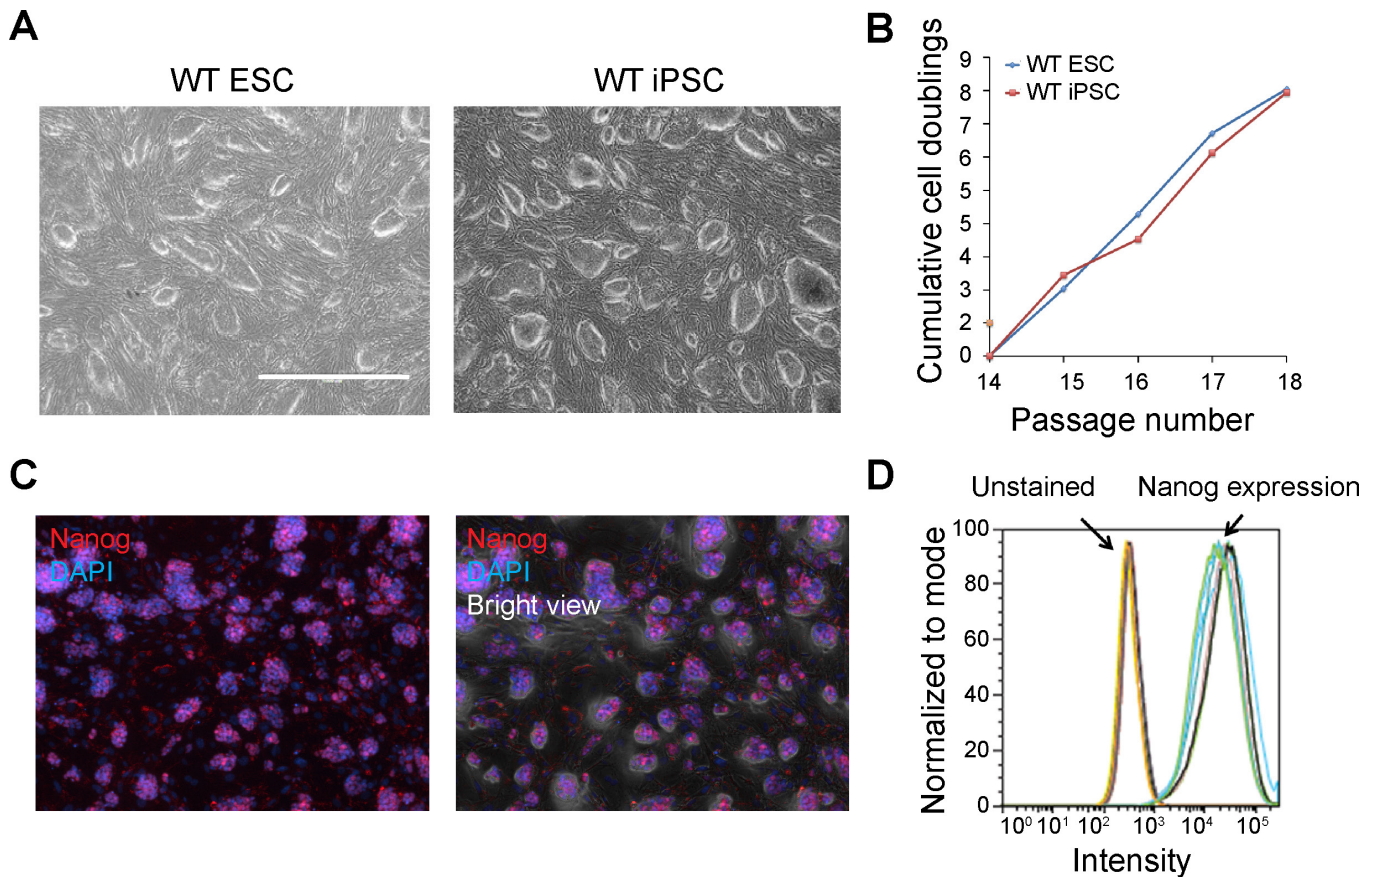 A
WT ESC
WT iPSC
B
Cumulative cell doublings
9
8
7
6
5
5
4
3
2
0
WT ESC
WT iPSC
14
15
16
17
18
Passage number
C
Nanog
DAPI
Nanog
DAPI
Bright view
D
Unstained
Nanog expression
Normalized to mode
100
80
60
40
20
0
10⁰ 10¹ 10² 10³ 10⁴ 10⁵
Intensity